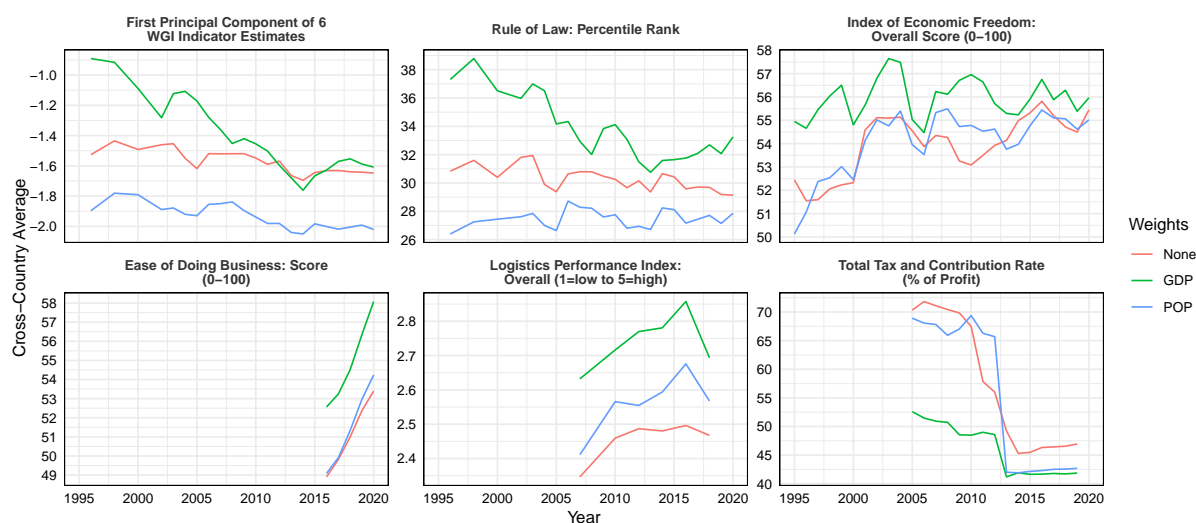 First Principal Component of 6
WGI Indicator Estimates
Rule of Law: Percentile Rank
Index of Economic Freedom:
Overall Score (0–100)
−1.0
−1.2
−1.4
−1.6
−1.8
−2.0
38
36
34
32
30
28
26
58
57
56
55
54
53
52
51
50
Ease of Doing Business: Score
(0–100)
Logistics Performance Index:
Overall (1=low to 5=high)
Total Tax and Contribution Rate
(% of Profit)
58
57
56
55
54
53
52
51
50
49
2.8
2.7
2.6
2.5
2.4
70
65
60
55
50
45
40
1995 2000 2005 2010 2015 2020
1995 2000 2005 2010 2015 2020
1995 2000 2005 2010 2015 2020
Year
Cross−Country Average
Weights
None
GDP
POP